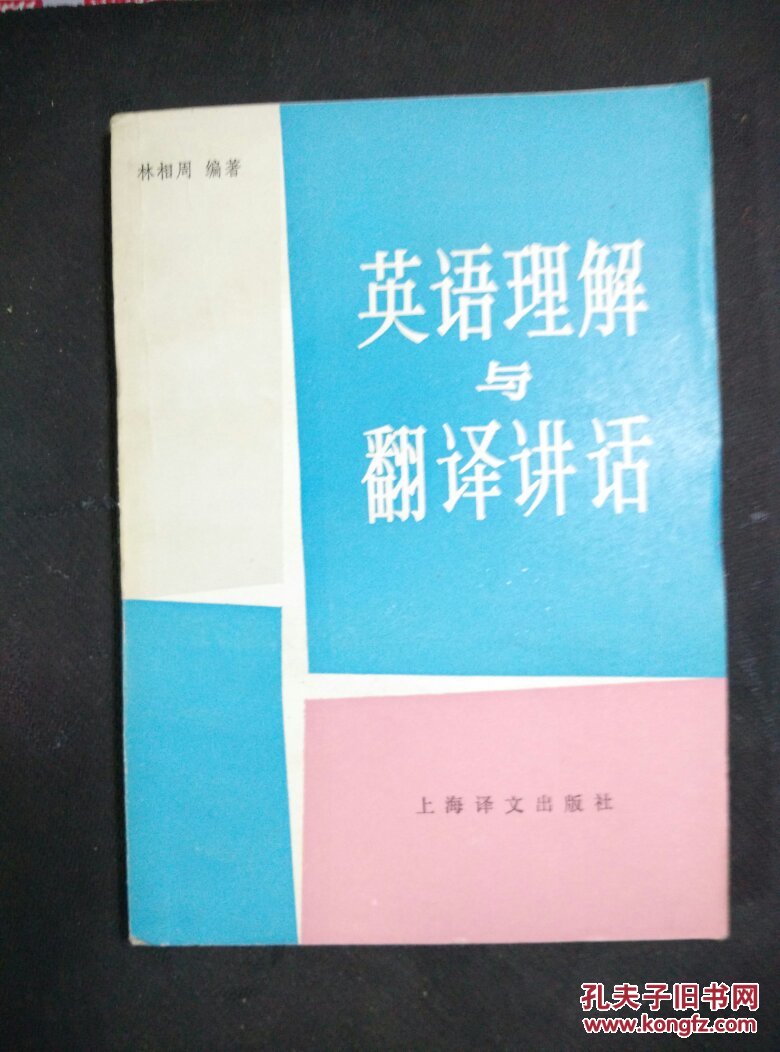 林相周 编著
英语理解
与
翻译讲话
上海译文出版社
孔夫子旧书网
www.kongfz.com